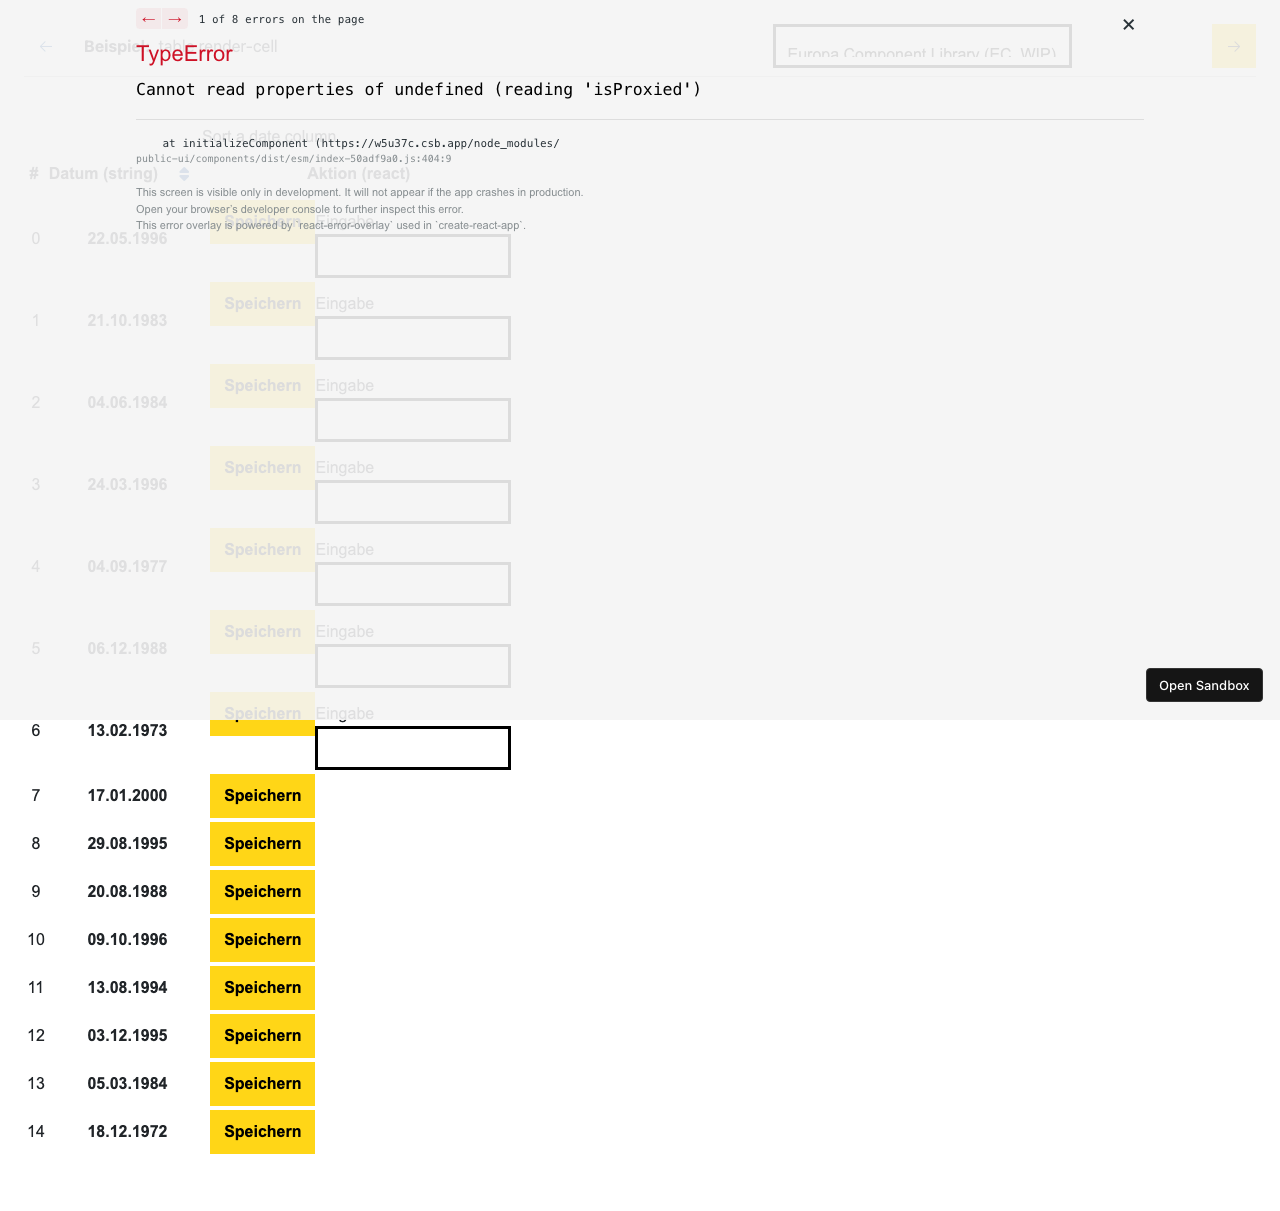 ← → 1 of 8 errors on the page
← Beispiel table render-cell
Europa Component Library (EC, WIP)
→
TypeError
Cannot read properties of undefined (reading 'isProxied')
Sort a date column
at initializeComponent (https://w5u37c.csb.app/node_modules/
public-ui/components/dist/esm/index-50adf9a0.js:404:9
# Datum (string) Aktion (react)
This screen is visible only in development. It will not appear if the app crashes in production.
Open your browser's developer console to further inspect this error.
This error overlay is powered by `react-error-overlay` used in `create-react-app`.
0 22.05.1996 Speichern Eingabe
1 21.10.1983 Speichern Eingabe
2 04.06.1984 Speichern Eingabe
3 24.03.1996 Speichern Eingabe
4 04.09.1977 Speichern Eingabe
5 06.12.1988 Speichern Eingabe
Open Sandbox
6 13.02.1973 Speichern Eingabe
7 17.01.2000 Speichern
8 29.08.1995 Speichern
9 20.08.1988 Speichern
10 09.10.1996 Speichern
11 13.08.1994 Speichern
12 03.12.1995 Speichern
13 05.03.1984 Speichern
14 18.12.1972 Speichern